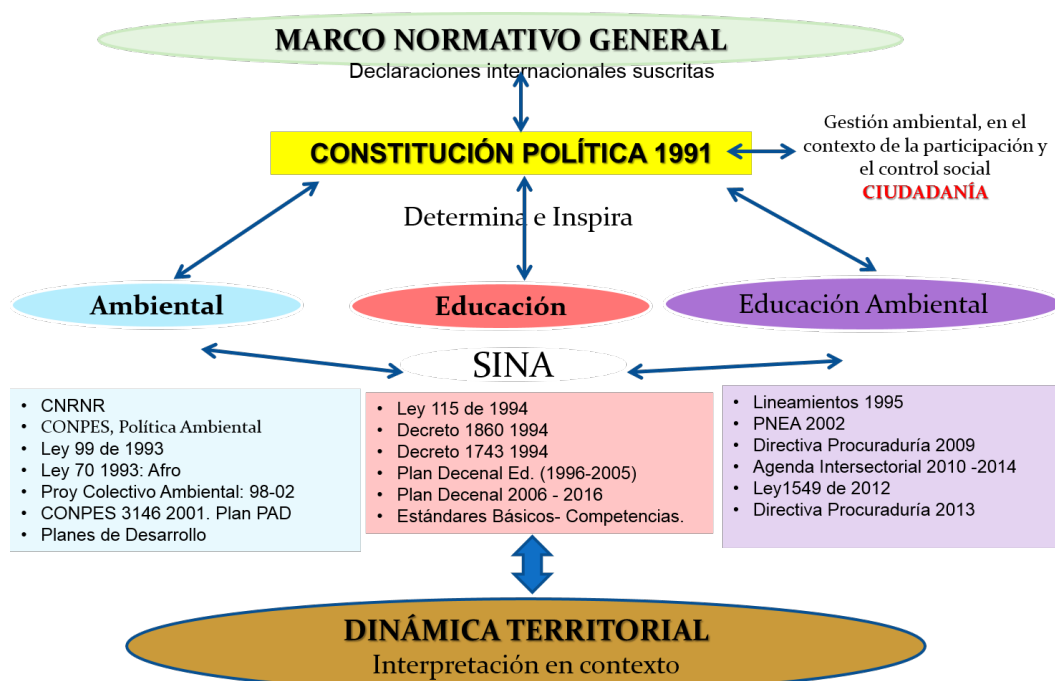 MARCO NORMATIVO GENERAL
Declaraciones internacionales suscritas
CONSTITUCIÓN POLÍTICA 1991
Gestión ambiental, en el
contexto de la participación y
el control social
CIUDADANÍA
Determina e Inspira
Ambiental
Educación
Educación Ambiental
SINA
• CNRNR
• CONPES, Política Ambiental
• Ley 99 de 1993
• Ley 70 1993: Afro
• Proy Colectivo Ambiental: 98-02
• CONPES 3146 2001. Plan PAD
• Planes de Desarrollo
• Ley 115 de 1994
• Decreto 1860 1994
• Decreto 1743 1994
• Plan Decenal Ed. (1996-2005)
• Plan Decenal 2006 - 2016
• Estándares Básicos- Competencias.
• Lineamientos 1995
• PNEA 2002
• Directiva Procuraduría 2009
• Agenda Intersectorial 2010 -2014
• Ley1549 de 2012
• Directiva Procuraduría 2013
DINÁMICA TERRITORIAL
Interpretación en contexto